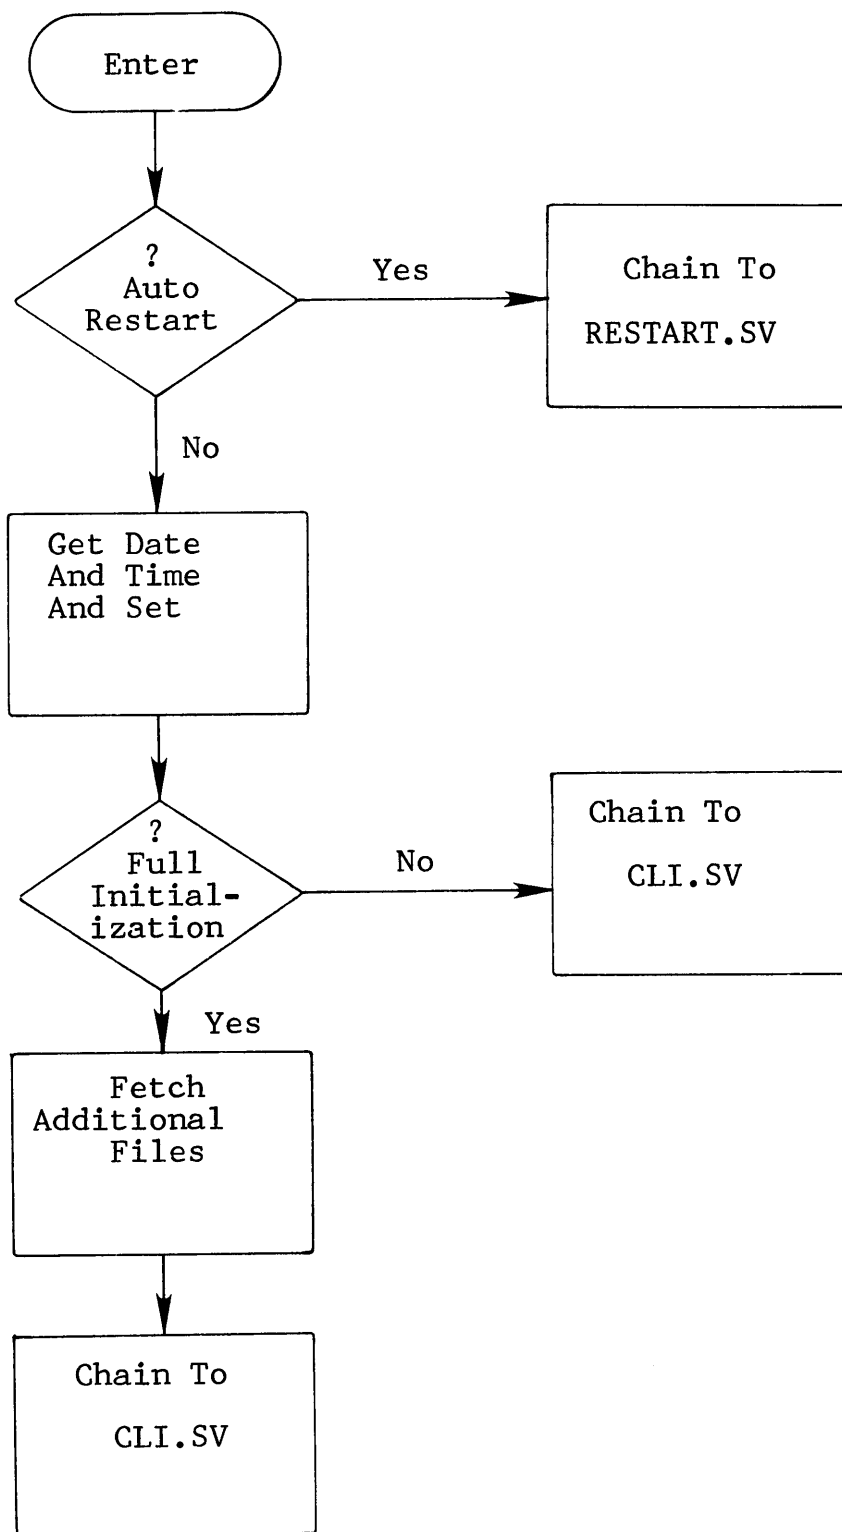 Enter
?
Auto
Restart
Yes
Chain To
RESTART.SV
No
Get Date
And Time
And Set
?
Full
Initial-
ization
No
Chain To
CLI.SV
Yes
Fetch
Additional
Files
Chain To
CLI.SV